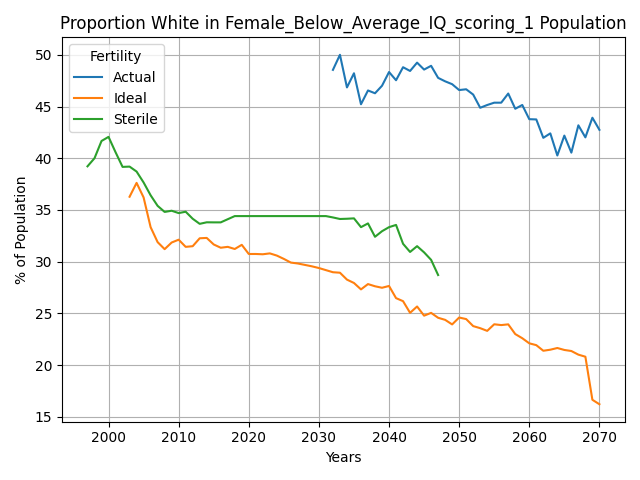 Proportion White in Female_Below_Average_IQ_scoring_1 Population
Fertility
Actual
Ideal
Sterile
% of Population
50
45
40
35
30
25
20
15
2000
2010
2020
2030
2040
2050
2060
2070
Years